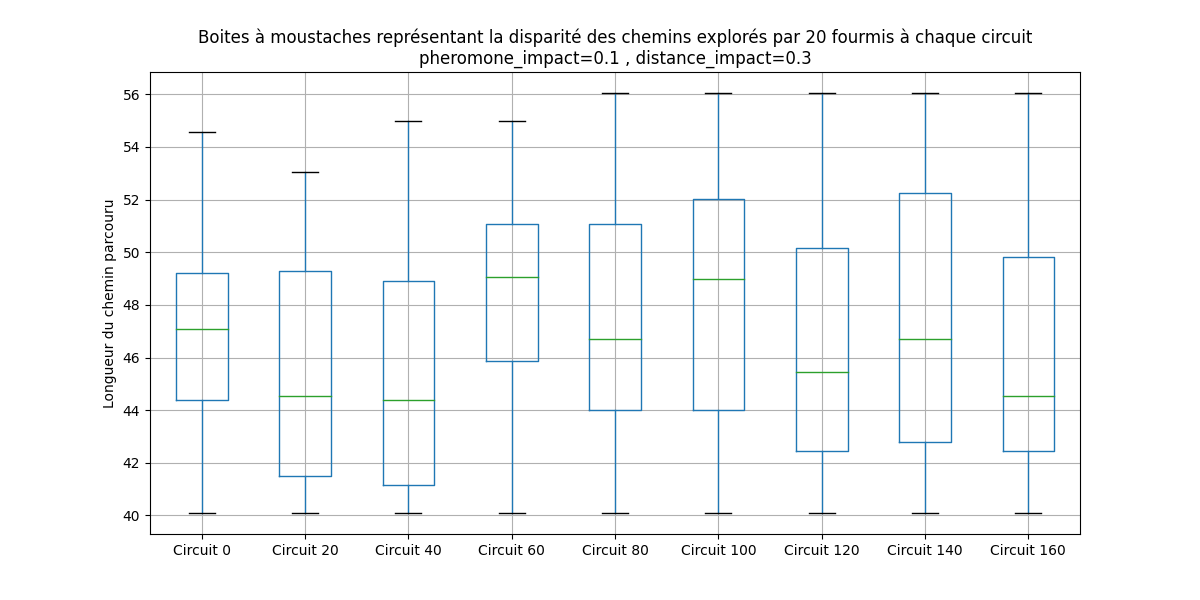 Boites à moustaches représentant la disparité des chemins explorés par 20 fourmis à chaque circuit
pheromone_impact=0.1 , distance_impact=0.3
56
54
52
50
48
46
44
42
40
Longueur du chemin parcouru
Circuit 0 Circuit 20 Circuit 40 Circuit 60 Circuit 80 Circuit 100 Circuit 120 Circuit 140 Circuit 160